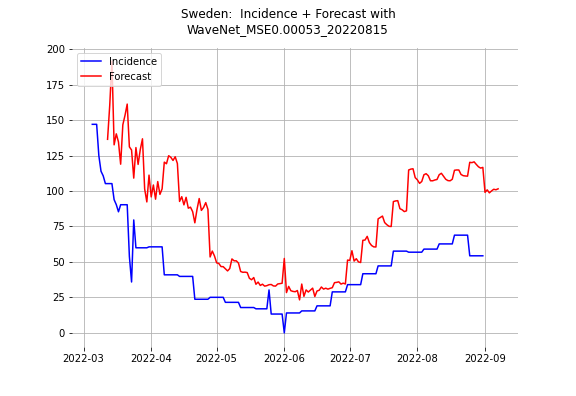 Sweden:  Incidence + Forecast with
WaveNet_MSE0.00053_20220815
200
175
150
125
100
75
50
25
0
Incidence
Forecast
2022-03 2022-04 2022-05 2022-06 2022-07 2022-08 2022-09